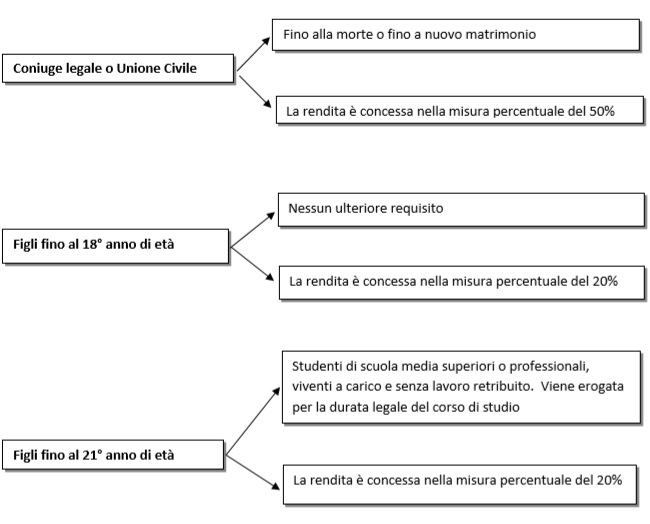 Fino alla morte o fino a nuovo matrimonio
Coniuge legale o Unione Civile
La rendita è concessa nella misura percentuale del 50%
Nessun ulteriore requisito
Figli fino al 18° anno di età
La rendita è concessa nella misura percentuale del 20%
Studenti di scuola media superiori o professionali,
viventi a carico e senza lavoro retribuito. Viene erogata
per la durata legale del corso di studio
Figli fino al 21° anno di età
La rendita è concessa nella misura percentuale del 20%